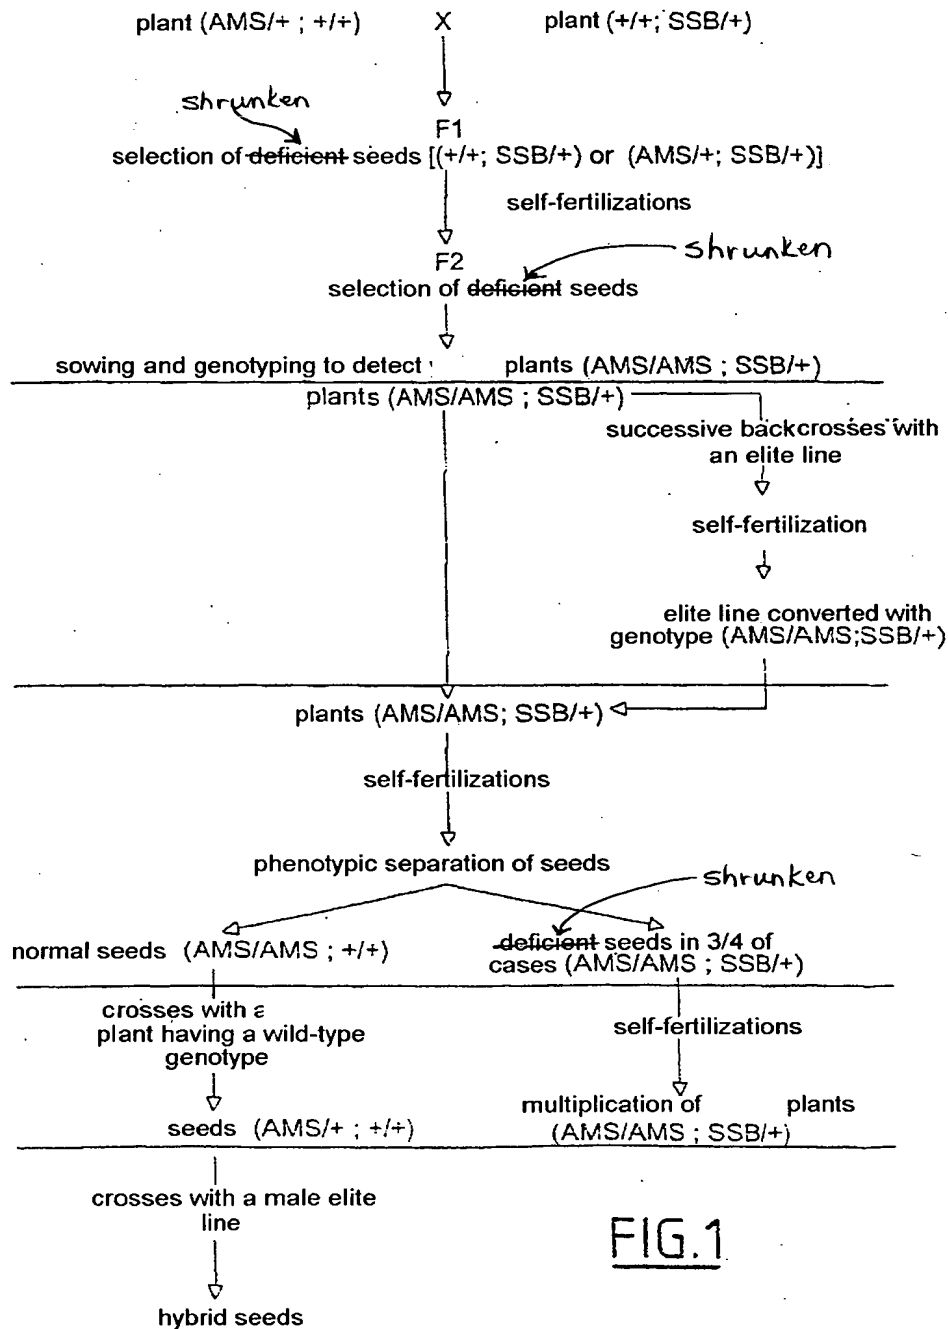 plant (AMS/+ ; +/+) X plant (+/+; SSB/+)
shrunken
F1
selection of deficient seeds [(+/+; SSB/+) or (AMS/+; SSB/+)]
self-fertilizations
shrunken
F2
selection of deficient seeds
sowing and genotyping to detect plants (AMS/AMS ; SSB/+)
plants (AMS/AMS ; SSB/+)
successive backcrosses with
an elite line
self-fertilization
elite line converted with
genotype (AMS/AMS;SSB/+)
plants (AMS/AMS; SSB/+)
self-fertilizations
phenotypic separation of seeds
shrunken
normal seeds (AMS/AMS ; +/+)
deficient seeds in 3/4 of
cases (AMS/AMS ; SSB/+)
crosses with a
plant having a wild-type
genotype
self-fertilizations
seeds (AMS/+ ; +/+)
multiplication of plants
(AMS/AMS ; SSB/+)
crosses with a male elite
line
hybrid seeds
FIG.1